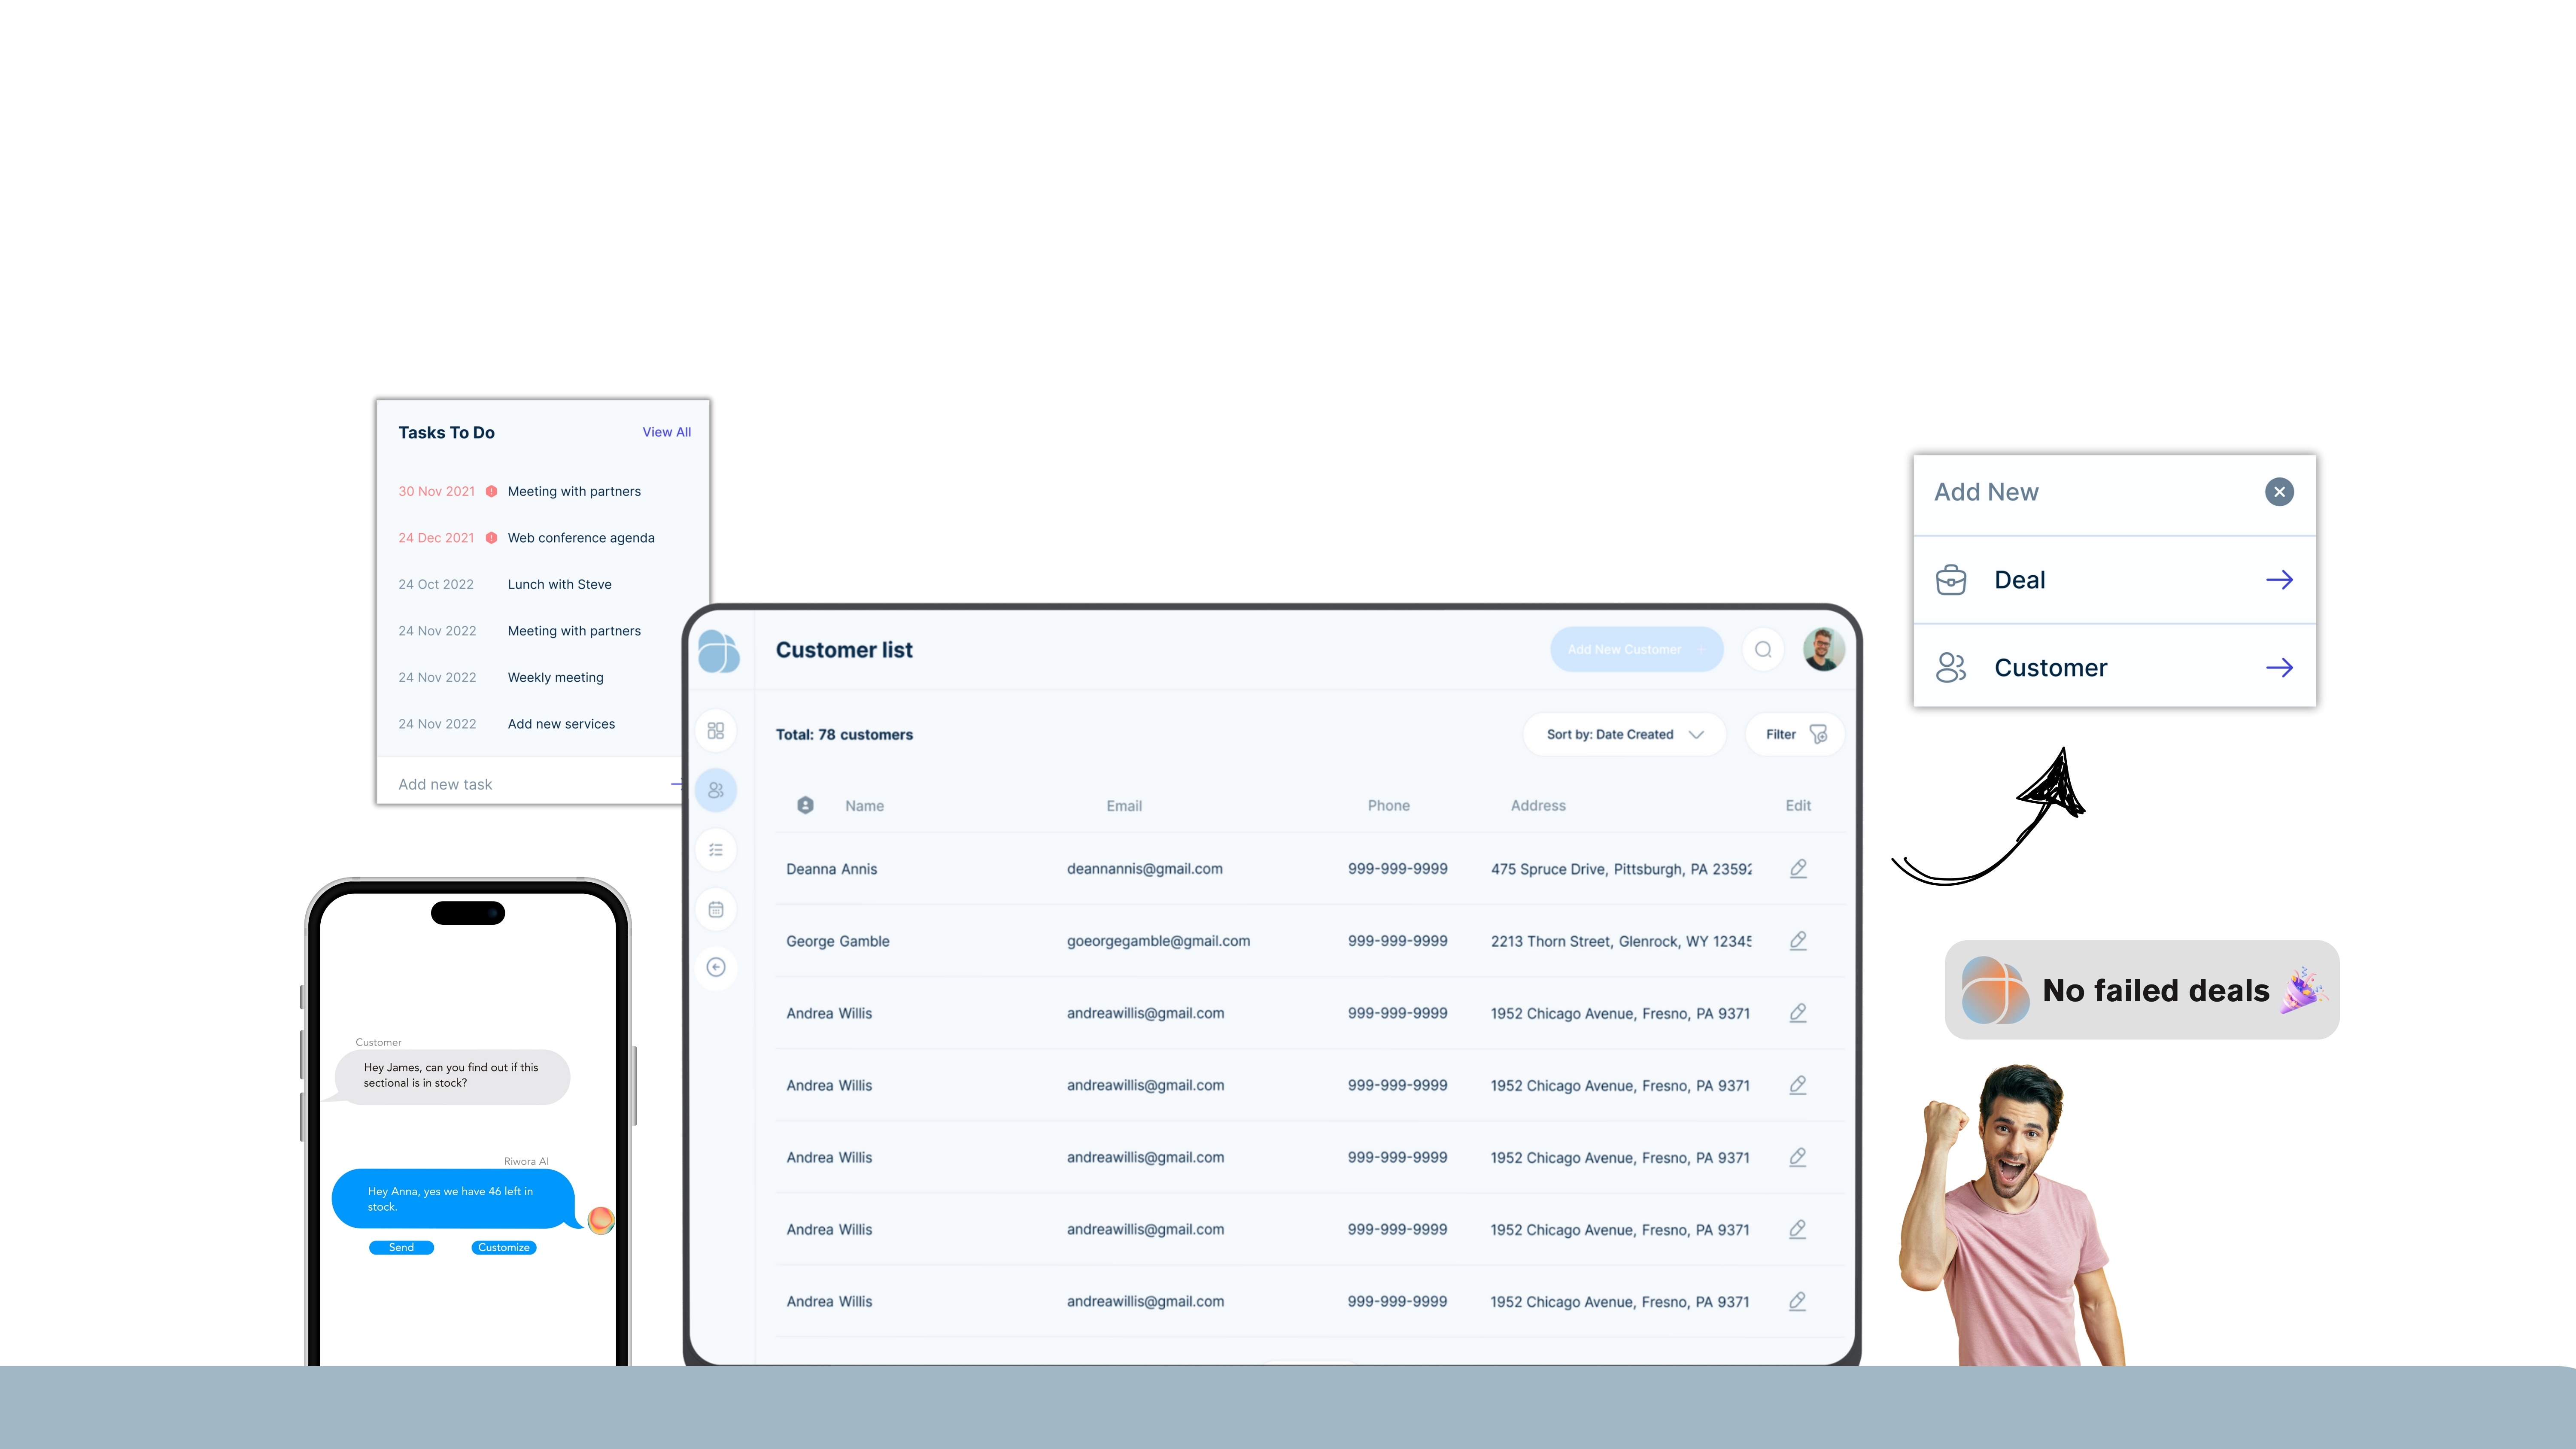 Tasks To Do
View All
30 Nov 2021 Meeting with partners
24 Dec 2021 Web conference agenda
24 Oct 2022 Lunch with Steve
24 Nov 2022 Meeting with partners
24 Nov 2022 Weekly meeting
24 Nov 2022 Add new services
Add new task
Customer
Hey James, can you find out if this
sectional is in stock?
Riwora AI
Hey Anna, yes we have 46 left in
stock.
Send
Customize
Customer list
Add New Customer +
Total: 78 customers
Sort by: Date Created
Filter
Name Email Phone Address Edit
Deanna Annis deannannis@gmail.com 999-999-9999 475 Spruce Drive, Pittsburgh, PA 23592
George Gamble goeorgegamble@gmail.com 999-999-9999 2213 Thorn Street, Glenrock, WY 12345
Andrea Willis andreawillis@gmail.com 999-999-9999 1952 Chicago Avenue, Fresno, PA 9371
Andrea Willis andreawillis@gmail.com 999-999-9999 1952 Chicago Avenue, Fresno, PA 9371
Andrea Willis andreawillis@gmail.com 999-999-9999 1952 Chicago Avenue, Fresno, PA 9371
Andrea Willis andreawillis@gmail.com 999-999-9999 1952 Chicago Avenue, Fresno, PA 9371
Andrea Willis andreawillis@gmail.com 999-999-9999 1952 Chicago Avenue, Fresno, PA 9371
Add New
Deal
Customer
No failed deals 🎉